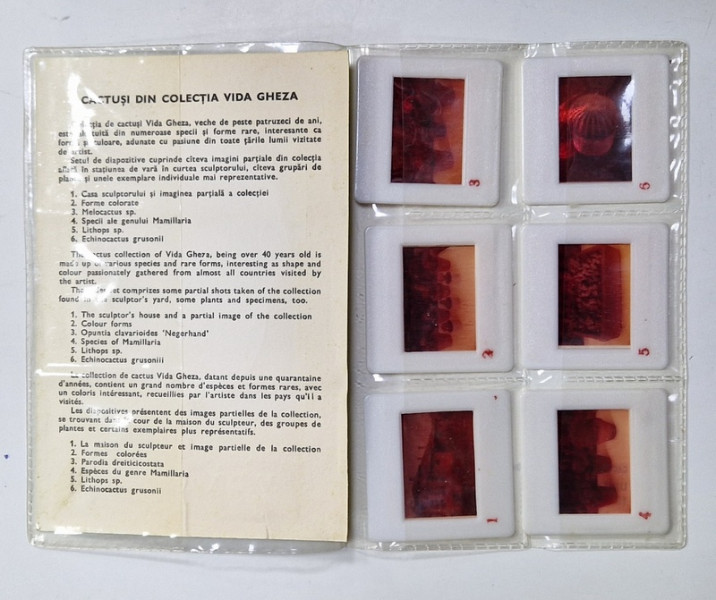 CACTUȘI DIN COLECȚIA VIDA GHEZA
de cactuși Vida Gheza, veche de peste patruzeci de ani,
din numeroase specii și forme rare, interesante ca
culoare, adunate cu pasiune din toate țările lumii vizitate
de artist.
Setul de diapozitive cuprinde cîteva imagini parțiale din colecția
în stațiunea de vară în curtea sculptorului, cîteva grupări de
și unele exemplare individuale mai reprezentative.
1. Casa sculptorului și imaginea parțială a colecției
2. Forme colorate
3. Melocactus sp.
4. Specii ale genului Mamillaria
5. Lithops sp.
6. Echinocactus grusonii
The cactus collection of Vida Gheza, being over 40 years old is
made up of various species and rare forms, interesting as shape and
colour passionately gathered from almost all countries visited by
the artist.
comprizes some partial shots taken of the collection
found sculptor's yard, some plants and specimens, too.
1. The sculptor's house and a partial image of the collection
2. Colour forms
3. Opuntia clavarioides 'Negerhand'
4. Species of Mamillaria
5. Lithops sp.
6. Echinocactus grusoniii
La collection de cactus Vida Gheza, datant depuis une quarantaine
d'années, contient un grand nombre d'espèces et formes rares, avec
un coloris intéressant, recueillies par l'artiste dans les pays qu'il a
visités.
Les diapositives présentent des images partielles de la collection,
se trouvant dans la cour de la maison du sculpteur, des groupes de
plantes et certains exemplaires plus représentatifs.
1. La maison du sculpteur et image partielle de la collection
2. Formes colorées
3. Parodia dreiticicostata
4. Espèces du genre Mamillaria
5. Lithops sp.
6. Echinocactus grusonii
3
2
5
1
4